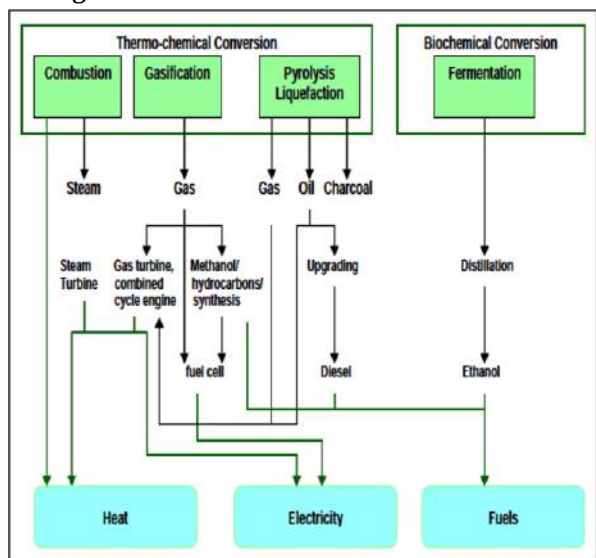 Thermo-chemical Conversion
Biochemical Conversion
Combustion
Gasification
Pyrolysis
Liquefaction
Fermentation
Steam
Gas
Gas
Oil
Charcoal
Steam
Turbine
Gas turbine,
combined
cycle engine
Methanol/
hydrocarbons/
synthesis
Upgrading
Distillation
fuel cell
Diesel
Ethanol
Heat
Electricity
Fuels